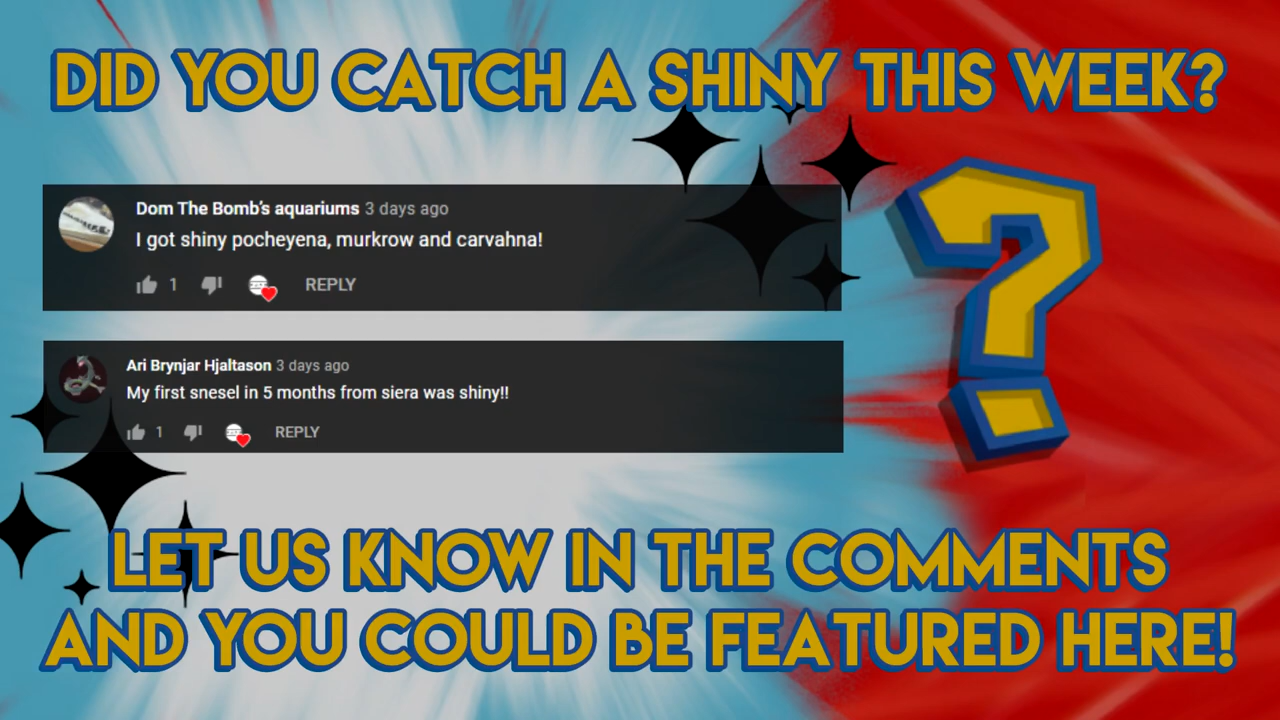 DID YOU CATCH A SHINY THIS WEEK?
Dom The Bomb's aquariums 3 days ago
I got shiny pocheyena, murkrow and carvahna!
1 REPLY
Ari Brynjar Hjaltason 3 days ago
My first snesel in 5 months from siera was shiny!!
1 REPLY
?
LET US KNOW IN THE COMMENTS
AND YOU COULD BE FEATURED HERE!